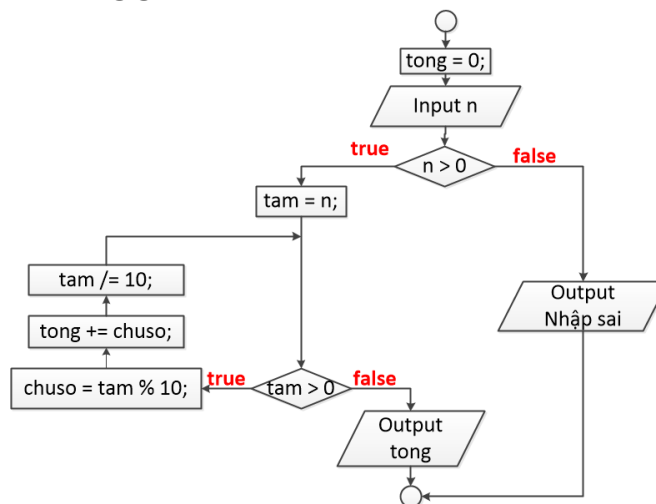 tong = 0;
Input n
true
n > 0
false
tam = n;
tam /= 10;
tong += chuso;
chuso = tam % 10;
true
tam > 0
false
Output
tong
Output
Nhập sai